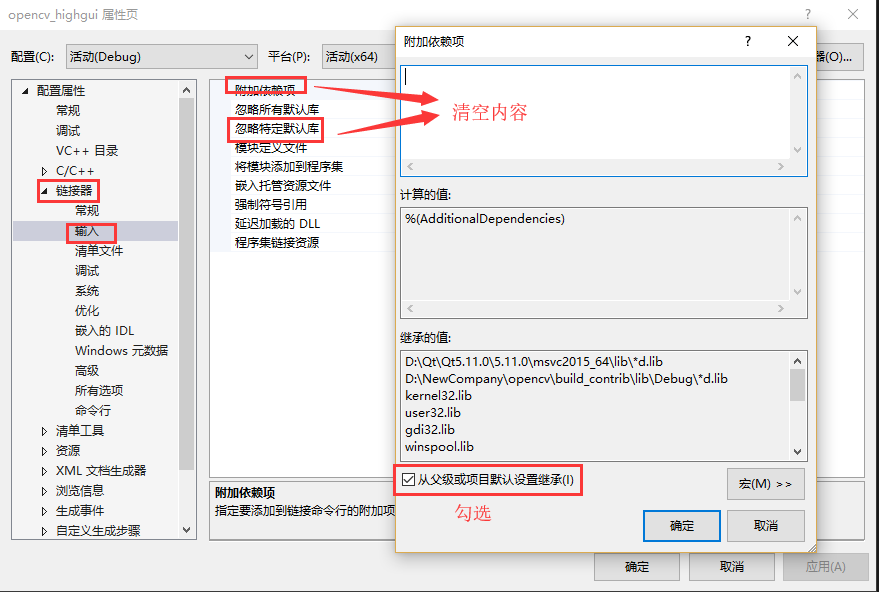 opencv_highgui 属性页
配置(C):
活动(Debug)
平台(P):
活动(x64)
器(O)...
配置属性
常规
调试
VC++ 目录
C/C++
链接器
常规
输入
清单文件
调试
系统
优化
嵌入的 IDL
Windows 元数据
高级
所有选项
命令行
清单工具
资源
XML 文档生成器
浏览信息
生成事件
自定义生成步骤
附加依赖项
忽略所有默认库
忽略特定默认库
模块定义文件
将模块添加到程序集
嵌入托管资源文件
强制符号引用
延迟加载的 DLL
程序集链接资源
附加依赖项
指定要添加到链接命令行的附加项
附加依赖项
清空内容
计算的值:
%(AdditionalDependencies)
继承的值:
D:\Qt\Qt5.11.0\5.11.0\msvc2015_64\lib\*d.lib
D:\NewCompany\opencv\build_contrib\lib\Debug\*d.lib
kernel32.lib
user32.lib
gdi32.lib
winspool.lib
从父级或项目默认设置继承(I)
宏(M) >>
勾选
确定
取消
确定
取消
应用(A)